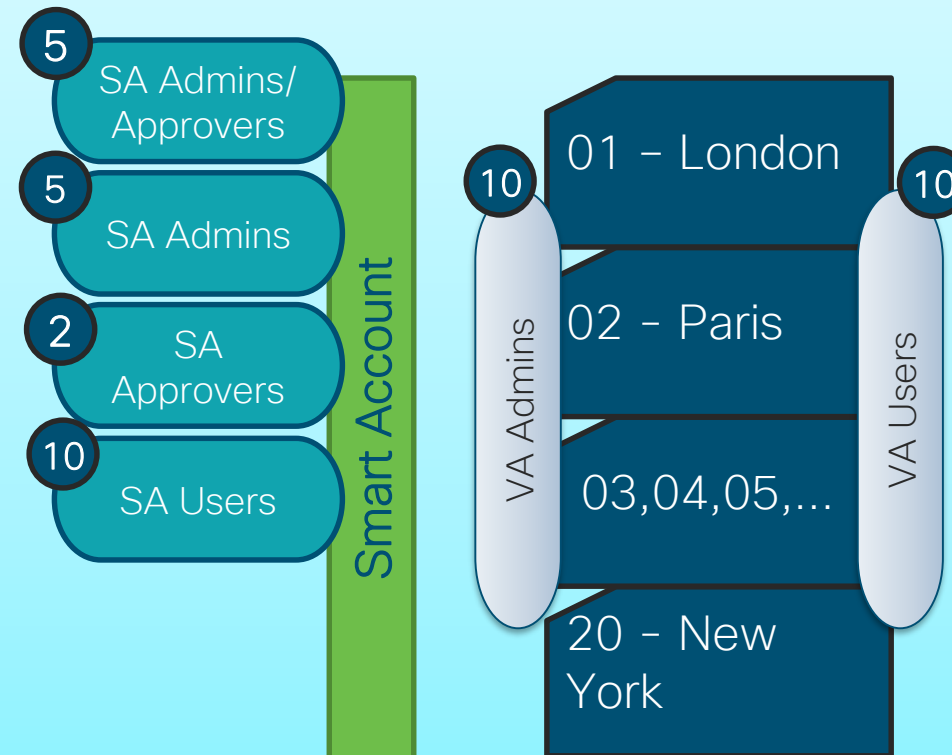 5
SA Admins/
Approvers
5
SA Admins
2
SA
Approvers
10
SA Users
Smart Account
10
VA Admins
01 – London
02 – Paris
03,04,05,...
20 – New
York
10
VA Users